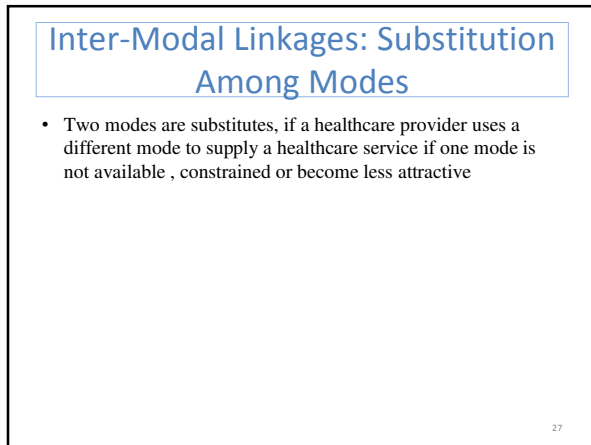 Inter-Modal Linkages: Substitution
Among Modes
• Two modes are substitutes, if a healthcare provider uses a
different mode to supply a healthcare service if one mode is
not available , constrained or become less attractive
27